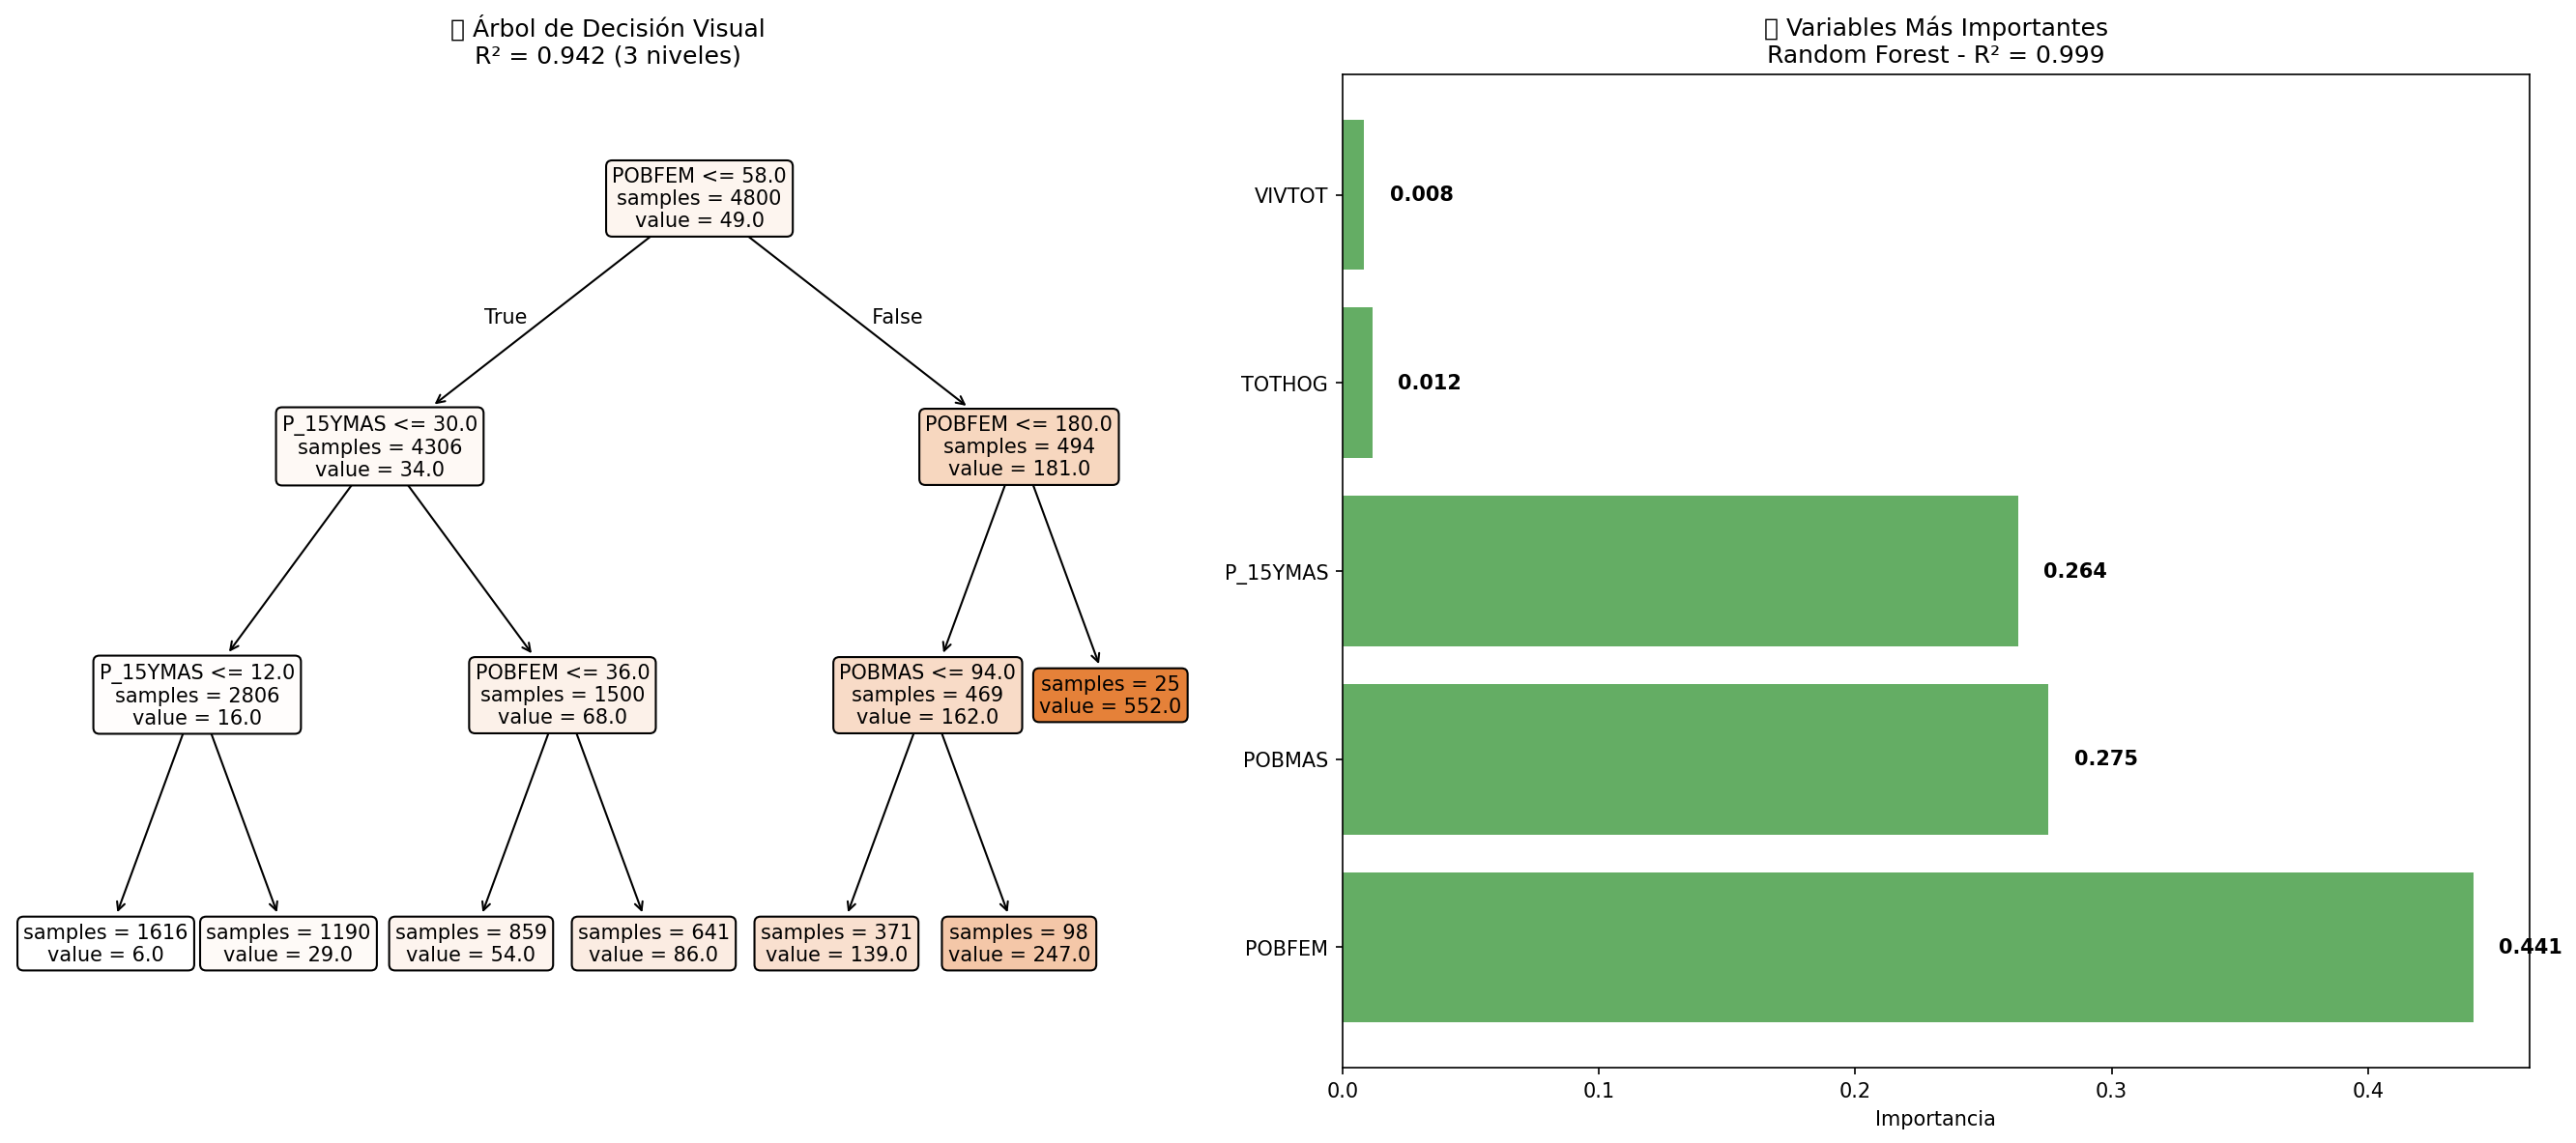 Árbol de Decisión Visual
R² = 0.942 (3 niveles)
POBFEM <= 58.0
samples = 4800
value = 49.0
True
False
P_15YMAS <= 30.0
samples = 4306
value = 34.0
POBFEM <= 180.0
samples = 494
value = 181.0
P_15YMAS <= 12.0
samples = 2806
value = 16.0
POBFEM <= 36.0
samples = 1500
value = 68.0
POBMAS <= 94.0
samples = 469
value = 162.0
samples = 25
value = 552.0
samples = 1616
value = 6.0
samples = 1190
value = 29.0
samples = 859
value = 54.0
samples = 641
value = 86.0
samples = 371
value = 139.0
samples = 98
value = 247.0
Variables Más Importantes
Random Forest - R² = 0.999
VIVTOT
0.008
TOTHOG
0.012
P_15YMAS
0.264
POBMAS
0.275
POBFEM
0.441
0.0
0.1
0.2
0.3
0.4
Importancia